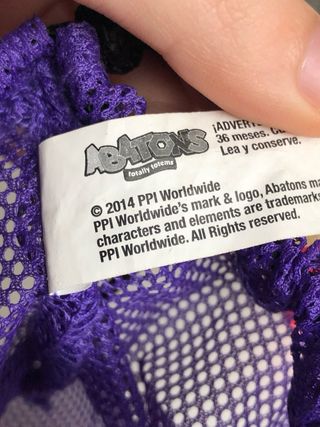 ABATONS
totally totems
¡ADVERT
36 meses. C
Lea y conserve.
© 2014 PPI Worldwide
PPI Worldwide's mark & logo, Abatons ma
characters and elements are trademarks
PPI Worldwide. All Rights reserved.